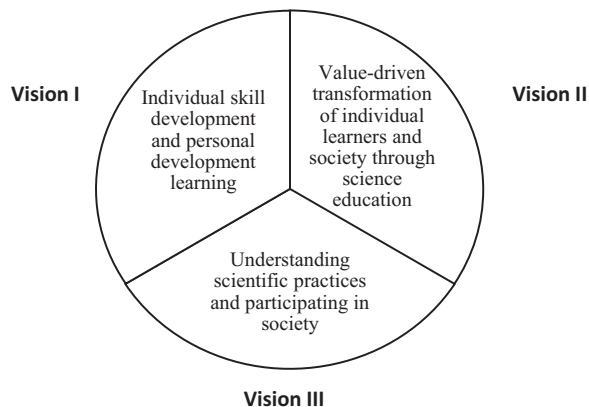 Vision I
Individual skill
development
and personal
development
learning
Value-driven
transformation
of individual
learners and
society through
science
education
Vision II
Understanding
scientific practices
and participating in
society
Vision III